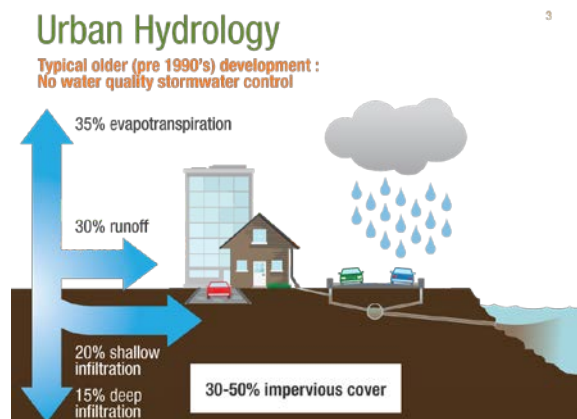 3
Urban Hydrology
Typical older (pre 1990's) development :
No water quality stormwater control
35% evapotranspiration
30% runoff
20% shallow
infiltration
15% deep
infiltration
30-50% impervious cover